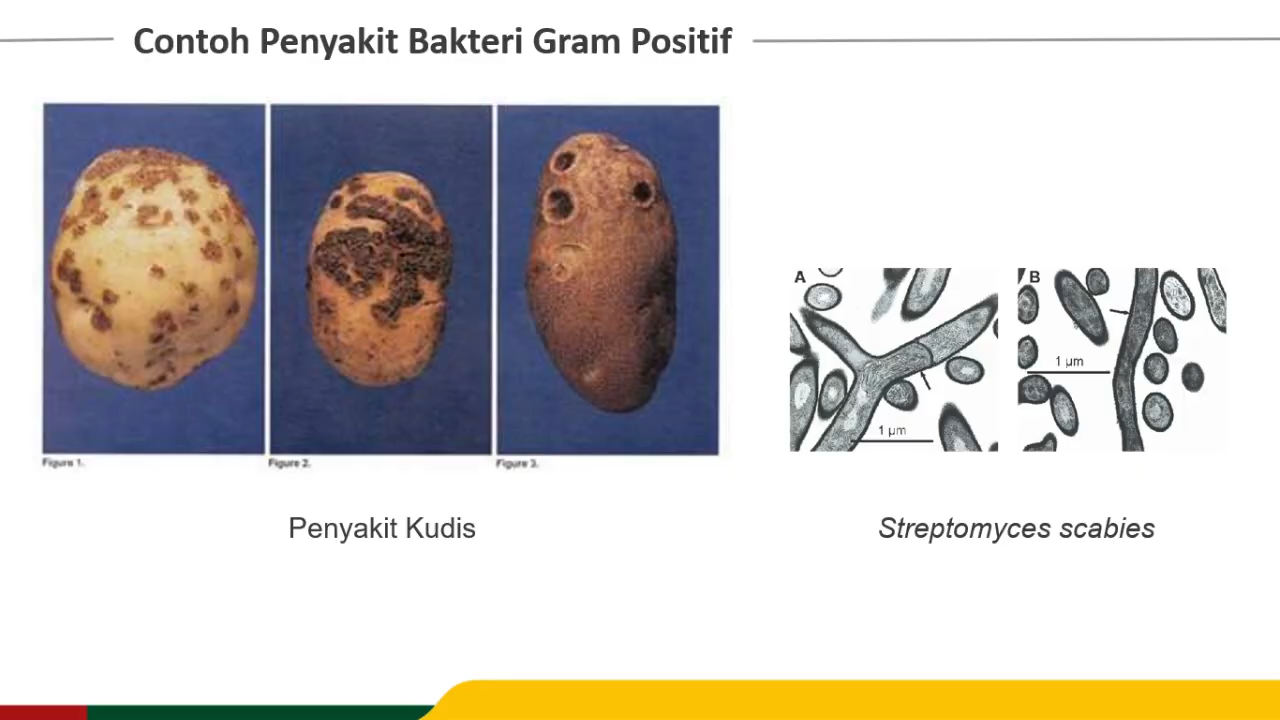 Contoh Penyakit Bakteri Gram Positif
Figure 1.
Figure 2.
Figure 3.
A
1 µm
B
1 µm
Penyakit Kudis
Streptomyces scabies